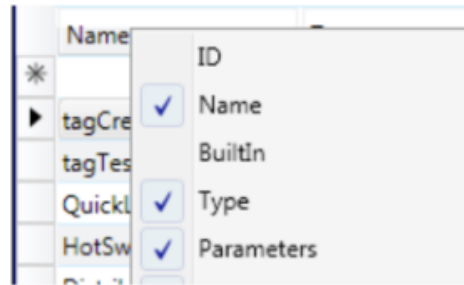 Name
ID
Name
tagCre
BuiltIn
tagTes
Type
QuickL
Parameters
HotSw